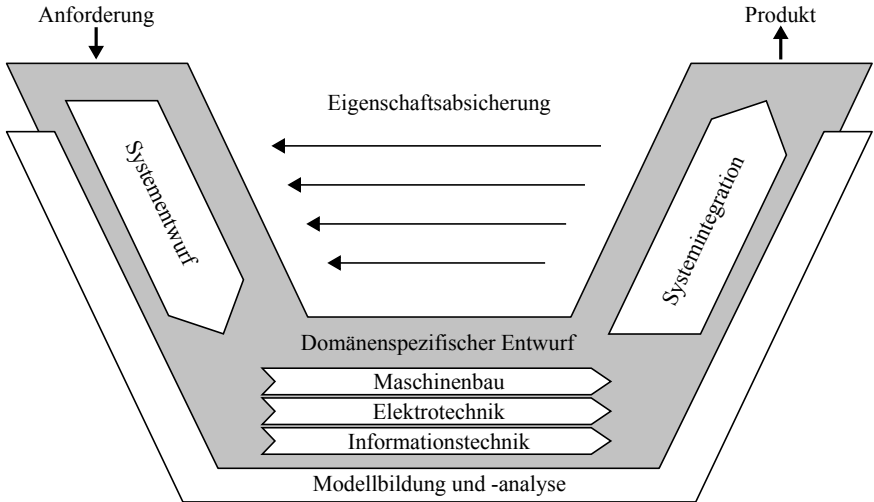 Anforderung
Produkt
Eigenschaftsabsicherung
Systementwurf
Systemintegration
Domänenspezifischer Entwurf
Maschinenbau
Elektrotechnik
Informationstechnik
Modellbildung und -analyse